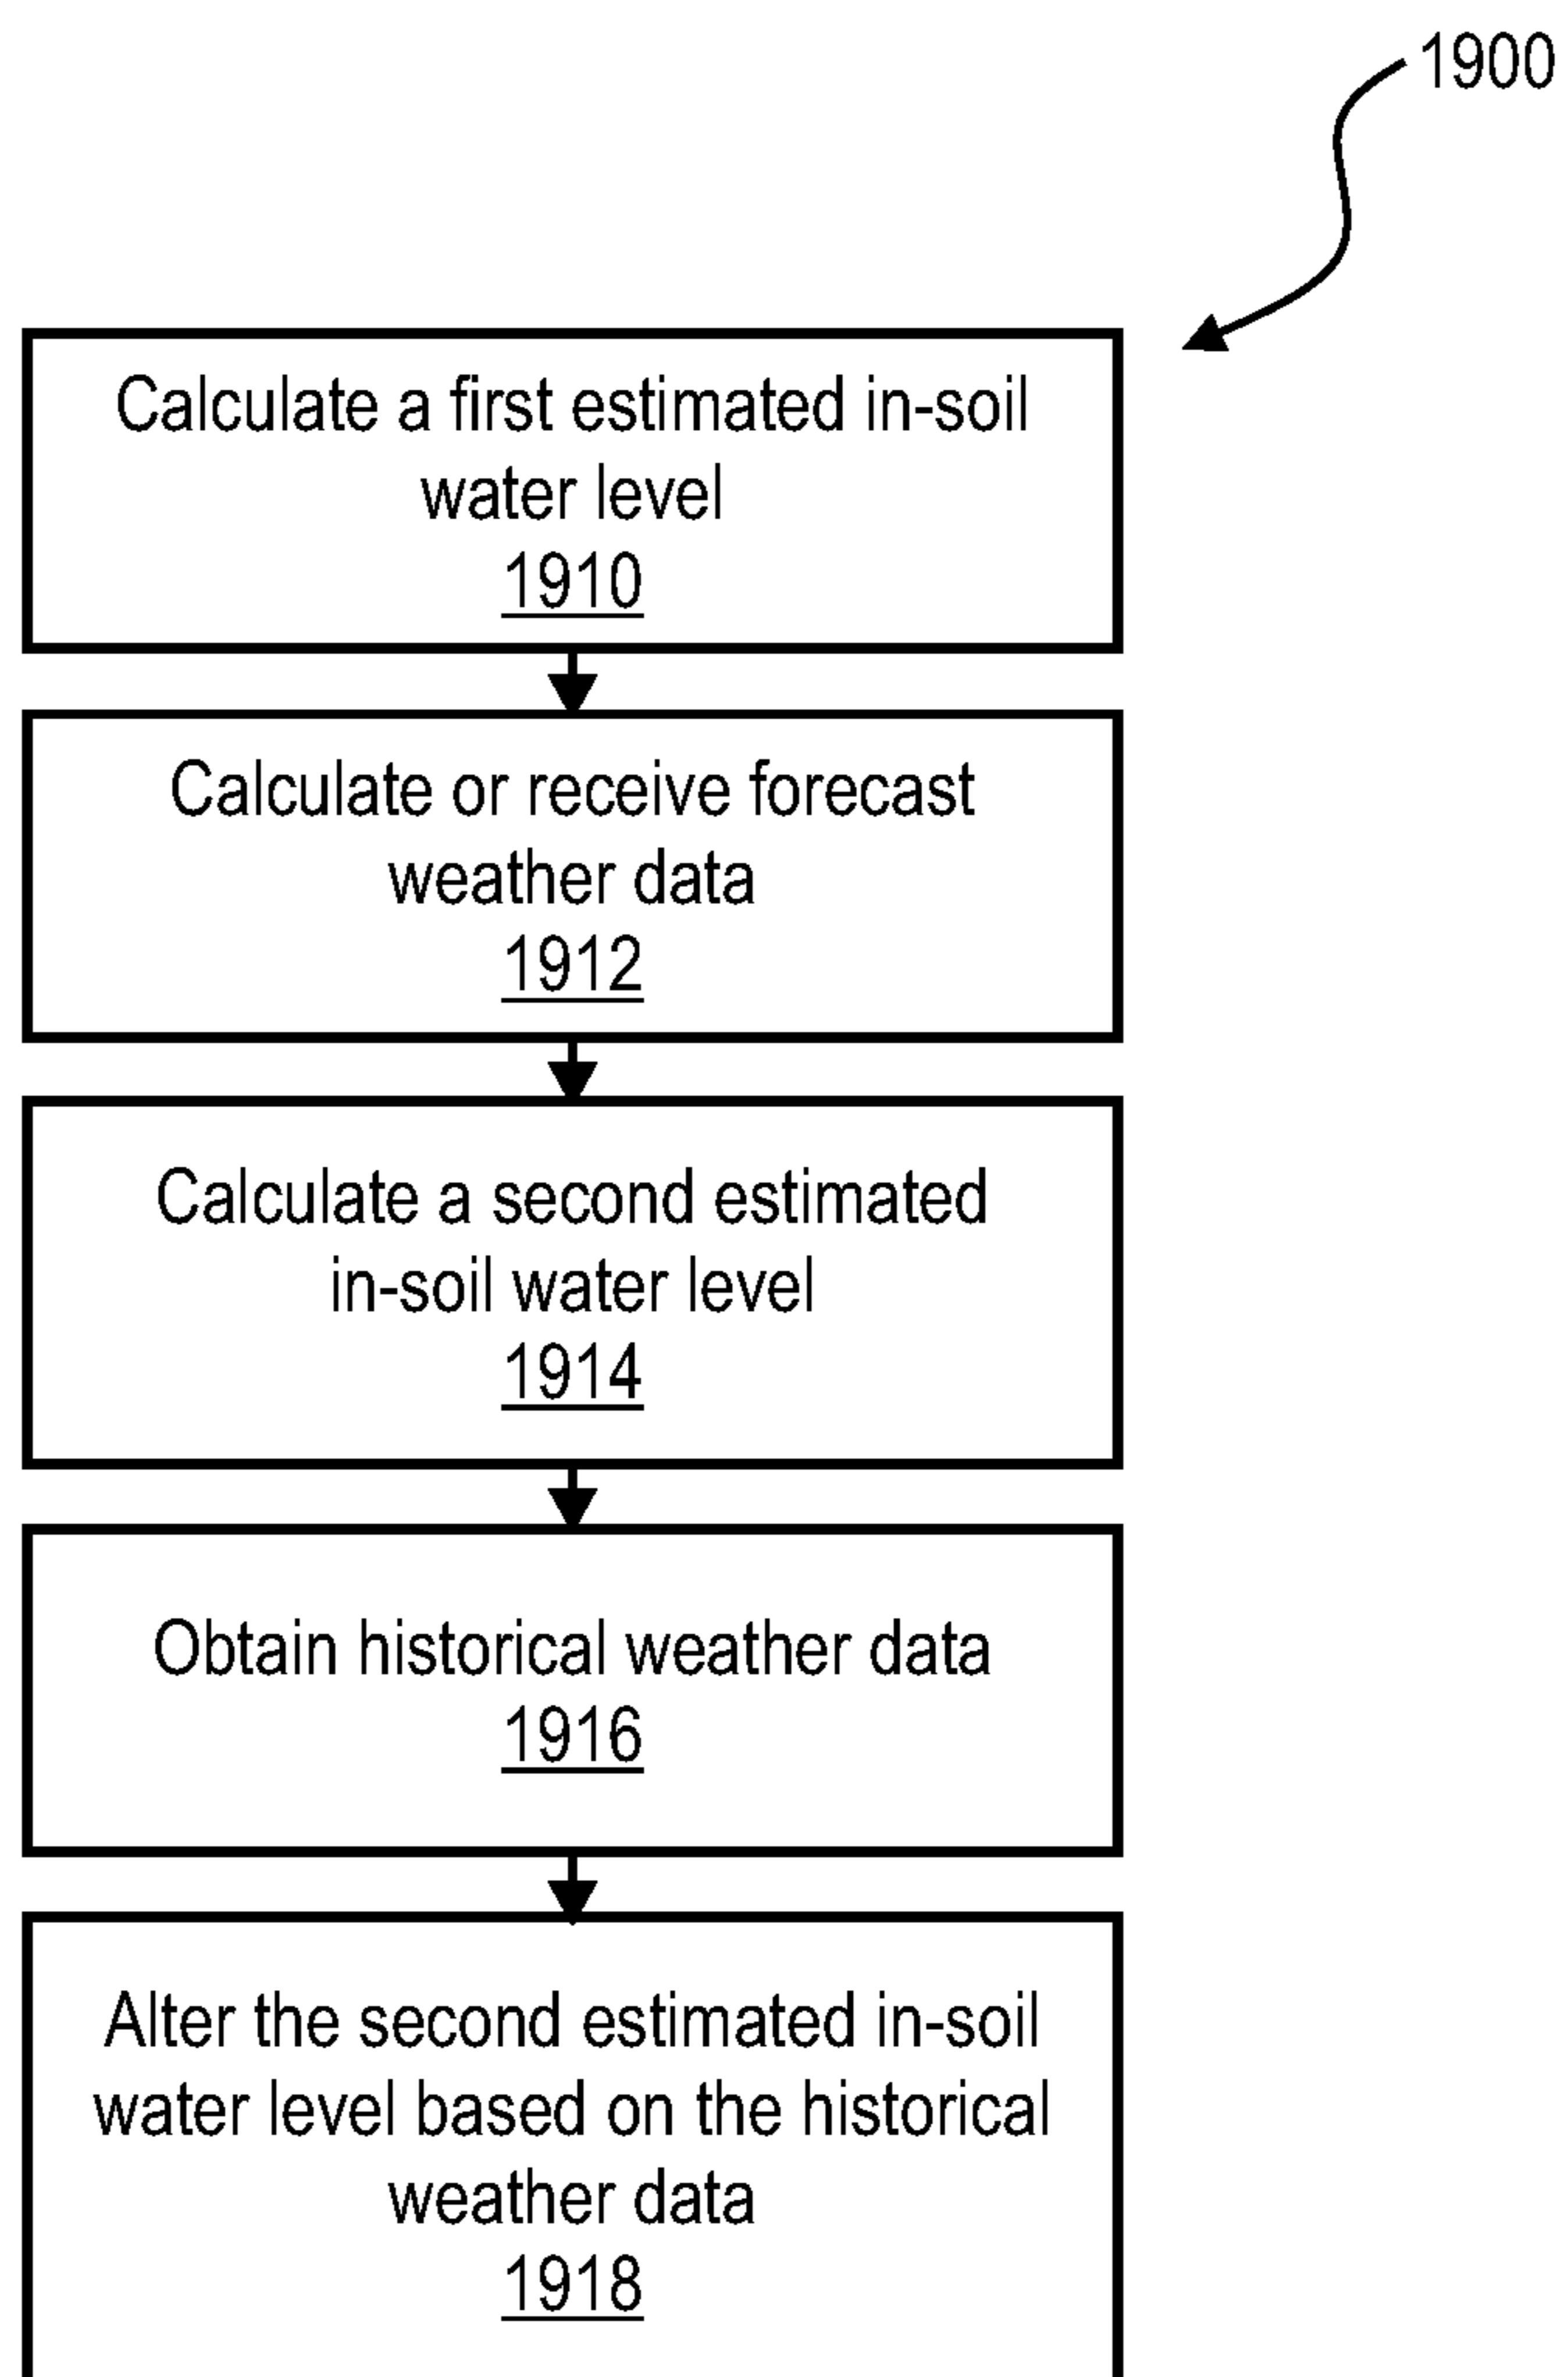 1900
Calculate a first estimated in-soil
water level
1910
Calculate or receive forecast
weather data
1912
Calculate a second estimated
in-soil water level
1914
Obtain historical weather data
1916
Alter the second estimated in-soil
water level based on the historical
weather data
1918